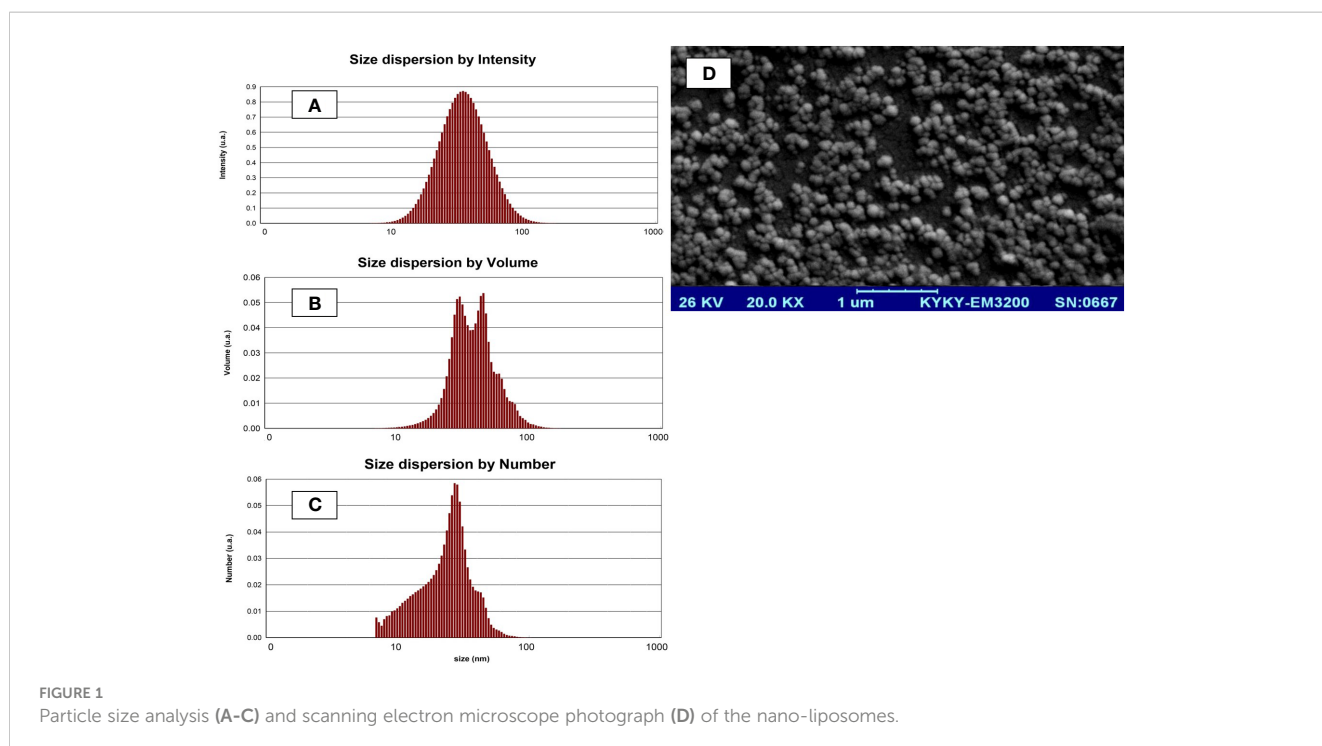 Size dispersion by Intensity
A
Intensity (u.a.)
0.9
0.8
0.7
0.6
0.5
0.4
0.3
0.2
0.1
0.0
0 10 100 1000
Size dispersion by Volume
B
Volume (u.a.)
0.06
0.05
0.04
0.03
0.02
0.01
0.00
0 10 100 1000
Size dispersion by Number
C
Number (u.a.)
0.06
0.05
0.04
0.03
0.02
0.01
0.00
0 10 100 1000
size (nm)
D
26 KV 20.0 KX 1 um KYKY-EM3200 SN:0667
FIGURE 1
Particle size analysis (A-C) and scanning electron microscope photograph (D) of the nano-liposomes.